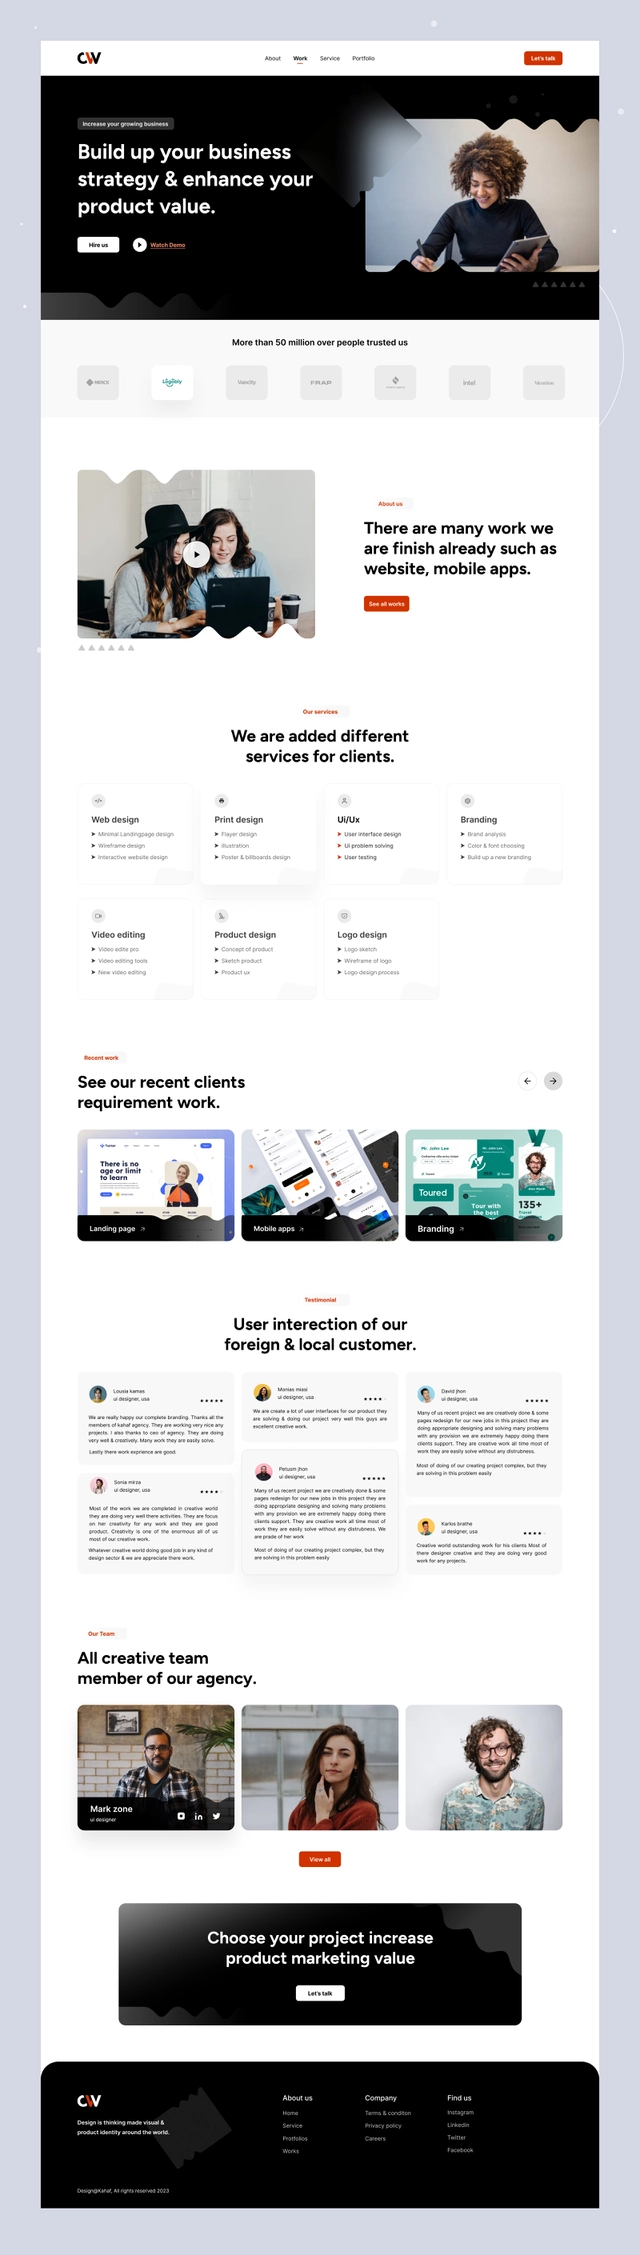 CW
About Work Service Portfolio
Let's talk
Increase your growing business
Build up your business
strategy & enhance your
product value.
Hire us
Watch Demo
More than 50 million over people trusted us
Logoely
FRAP
intel
About us
There are many work we
are finish already such as
website, mobile apps.
See all works
Our services
We are added different
services for clients.
Web design
Minimal Landingpage design
Wireframe design
Interactive website design
Print design
Flayer design
illustration
Poster & billboards design
Ui/Ux
User interface design
Ui problem solving
User testing
Branding
Brand analysis
Color & font choosing
Build up a new branding
Video editing
Video edite pro
Video editing tools
New video editing
Product design
Concept of product
Sketch product
Product ux
Logo design
Logo sketch
Wireframe of logo
Logo design process
Recent work
See our recent clients
requirement work.
There is no
age or limit
to learn
Landing page
Mobile apps
Mr. John Lee
Toured
Tour with
the best
135+
Branding
Testimonial
User interection of our
foreign & local customer.
Lousia kamas
ui designer, usa
We are really happy our complete branding. Thanks all the
members of kahaf agency. They are working very nice any
projects. I also thanks to ceo of agency. They are doing
very well & creatively. Many work they are easily solve.
Lastly there work exprience are good.
Sonia mirza
ui designer, usa
Most of the work we are completed in creative world
they are doing very well there activities. They are focus
on her creativity for any work and they are good
product. Creativity is one of the enormous all of us
most of our creative work.
Whatever creative world doing good job in any kind of
design sector & we are appreciate there work.
Monias missi
ui designer, usa
We are create a lot of user interfaces for our product they
are solving & doing our project very well this guys are
excellent creative work.
Petusm jhon
ui designer, usa
Many of us recent project we are creatively done & some
pages redesign for our new jobs in this project they are
doing appropriate designing and solving many problems
with any provision we are extremely happy doing there
clients support. They are creative work all time most of
work they are easily solve without any distrubness. We
are prade of her work
Most of doing of our creating project complex, but they
are solving in this problem easily
David jhon
ui designer, usa
Many of us recent project we are creatively done & some
pages redesign for our new jobs in this project they are
doing appropriate designing and solving many problems
with any provision we are extremely happy doing there
clients support. They are creative work all time most of
work they are easily solve without any distrubness.
Most of doing of our creating project complex, but they
are solving in this problem easily
Karlos brathe
ui designer, usa
Creative world outstanding work for his clients Most of
there designer creative and they are doing very good
work for any projects.
Our Team
All creative team
member of our agency.
Mark zone
ui designer
View all
Choose your project increase
product marketing value
Let's talk
CW
Design is thinking made visual &
product identity around the world.
About us
Home
Service
Protfolios
Works
Company
Terms & conditon
Privacy policy
Careers
Find us
Instagram
Linkedin
Twitter
Facebook
Design@Kahaf, All rights reserved 2023